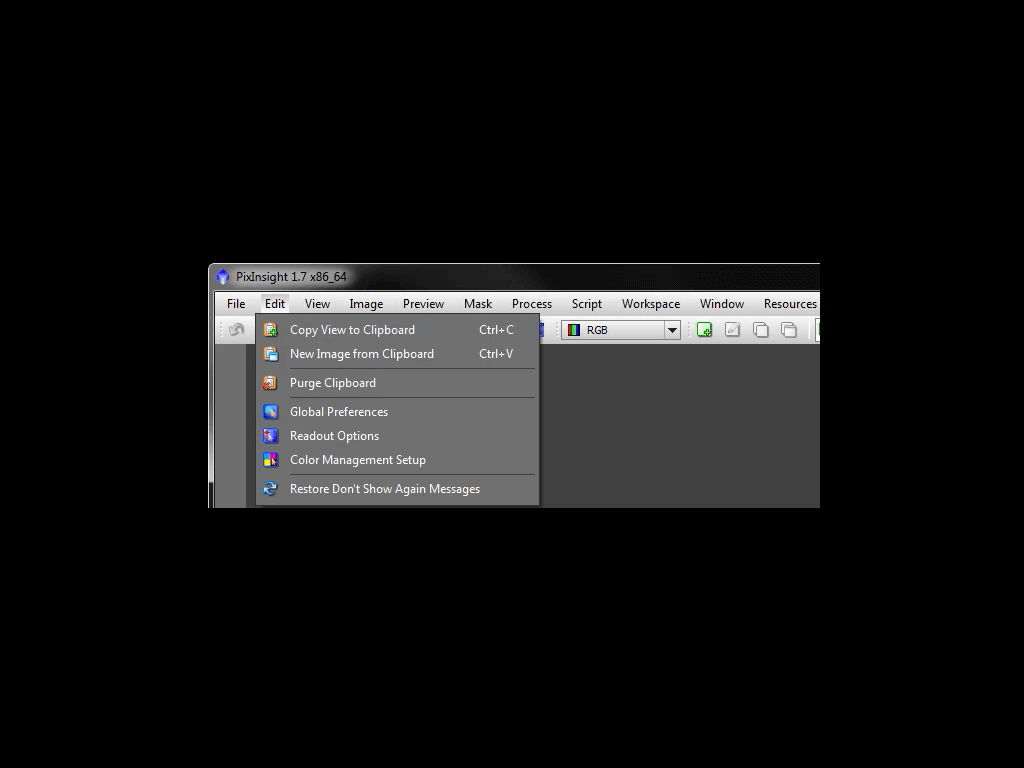 PixInsight 1.7 x86_64
File Edit View Image Preview Mask Process Script Workspace Window Resources
RGB
Copy View to Clipboard Ctrl+C
New Image from Clipboard Ctrl+V
Purge Clipboard
Global Preferences
Readout Options
Color Management Setup
Restore Don't Show Again Messages